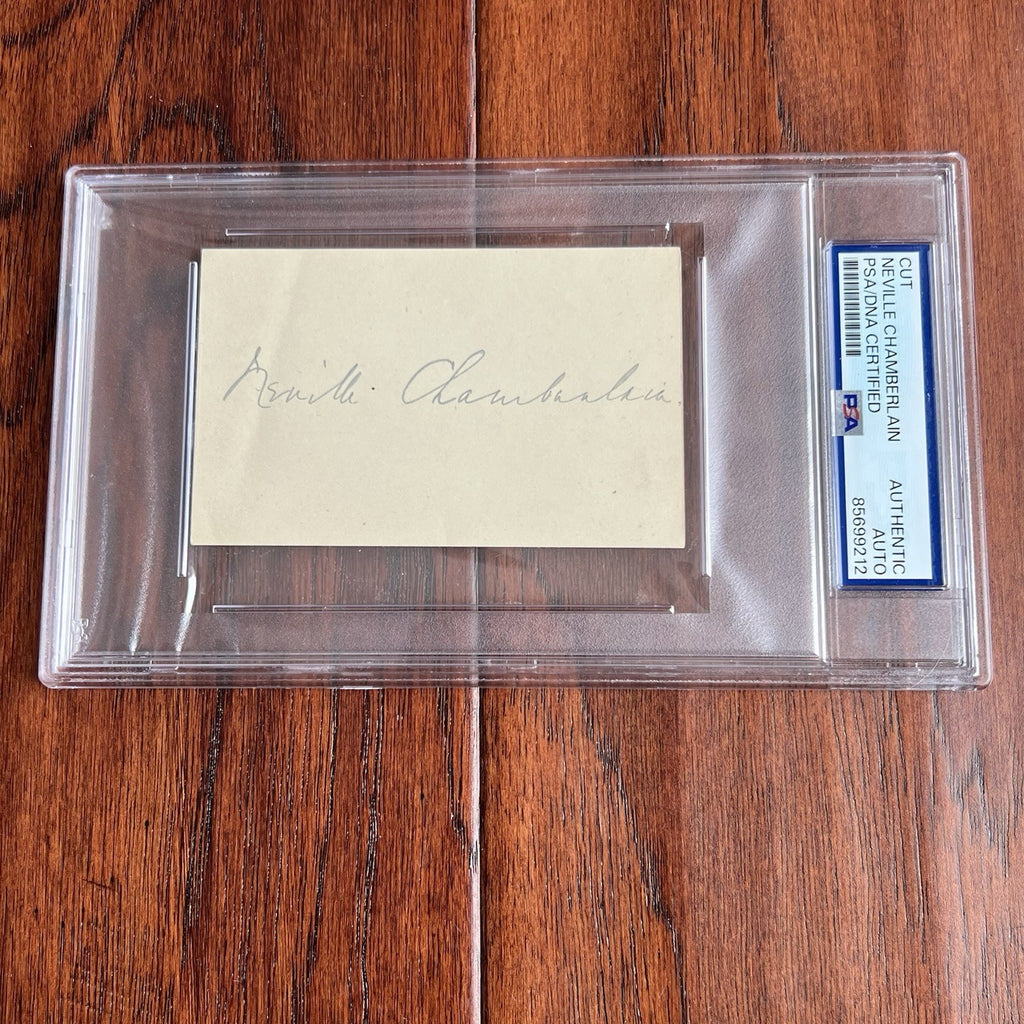 Neville Chamberlain.
CUT
NEVILLE CHAMBERLAIN
PSA/DNA CERTIFIED
AUTHENTIC
AUTO
85699212
PSA